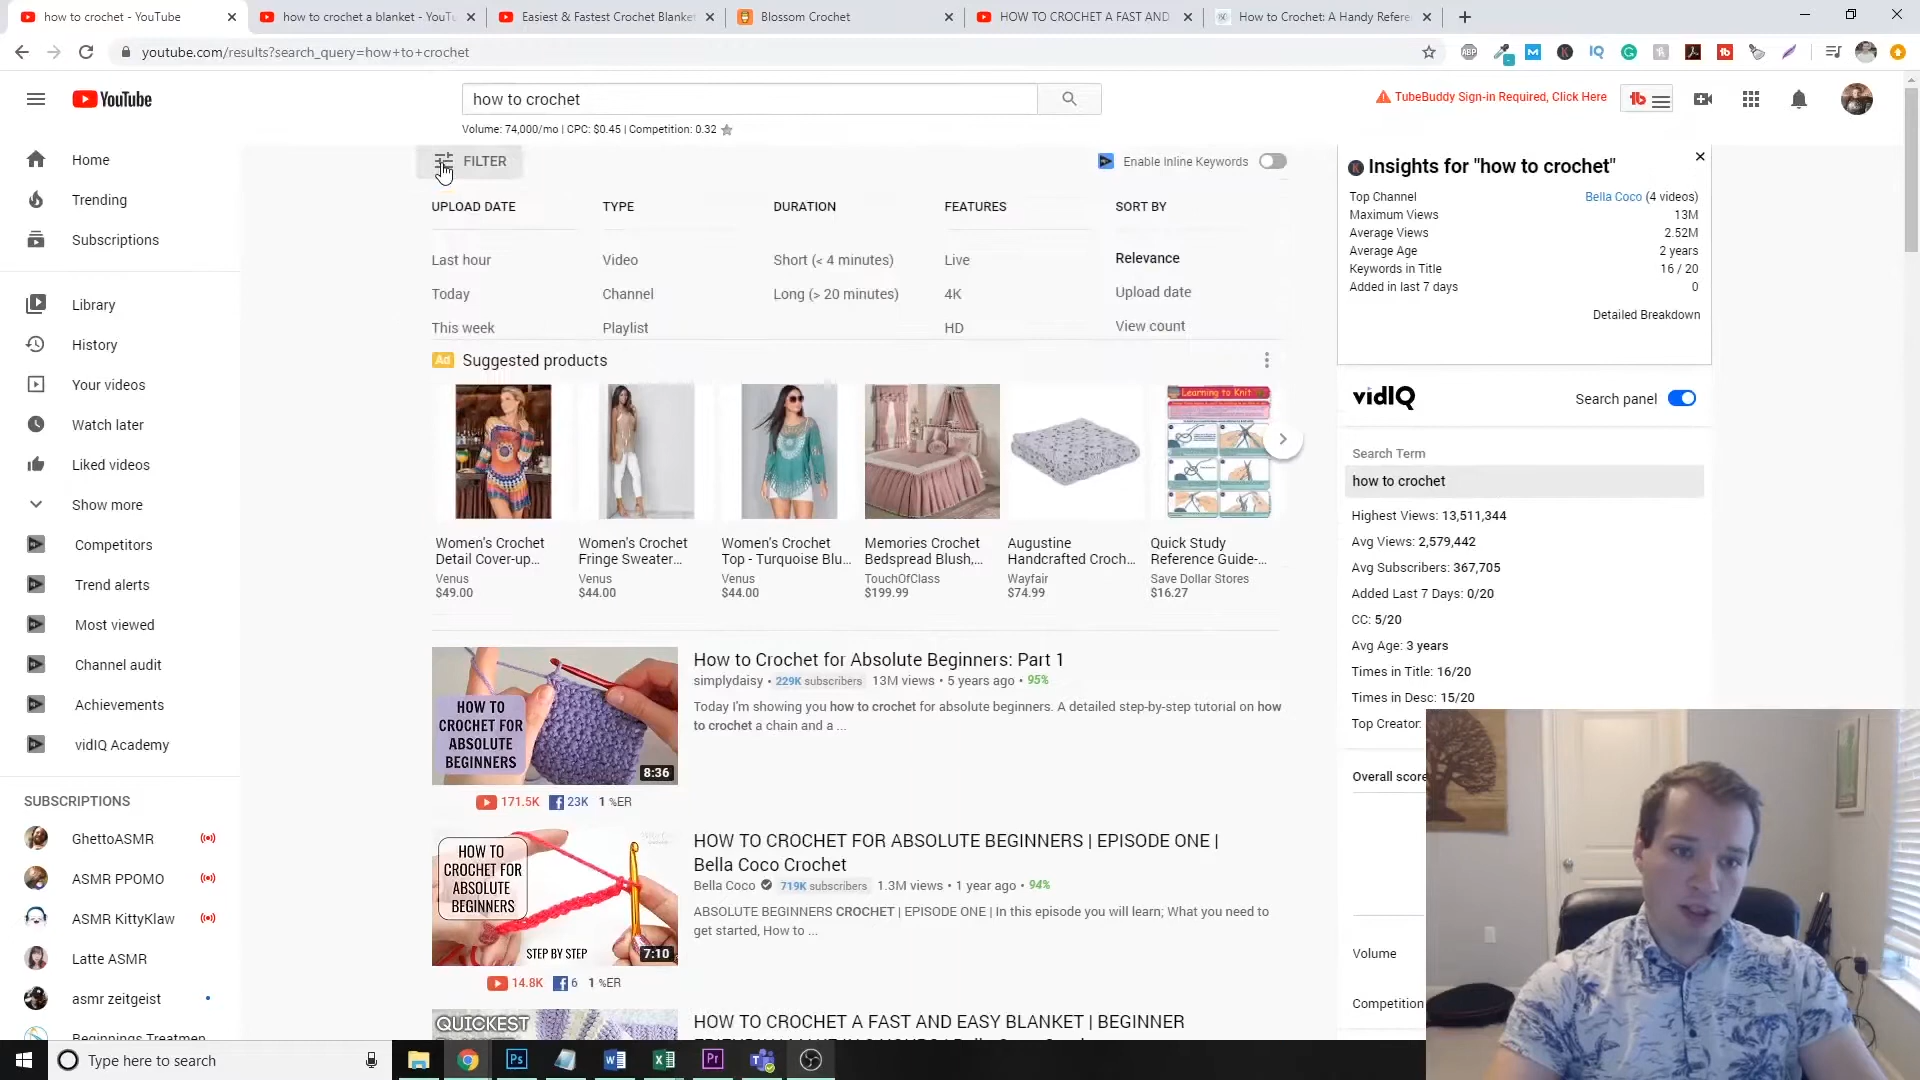 how to crochet - YouTube
how to crochet a blanket - YouTu
Easiest & Fastest Crochet Blanket
Blossom Crochet
HOW TO CROCHET A FAST AND
How to Crochet: A Handy Refere
youtube.com/results?search_query=how+to+crochet
YouTube
how to crochet
TubeBuddy Sign-in Required, Click Here
Volume: 74,000/mo | CPC: $0.45 | Competition: 0.32
FILTER
Enable Inline Keywords
UPLOAD DATE
TYPE
DURATION
FEATURES
SORT BY
Last hour
Video
Short (< 4 minutes)
Live
Relevance
Today
Channel
Long (> 20 minutes)
4K
Upload date
This week
Playlist
HD
View count
Home
Trending
Subscriptions
Library
History
Your videos
Watch later
Liked videos
Show more
Competitors
Trend alerts
Most viewed
Channel audit
Achievements
vidIQ Academy
SUBSCRIPTIONS
GhettoASMR
ASMR PPOMO
ASMR KittyKlaw
Latte ASMR
asmr zeitgeist
Beginnings Treatmen
Ad Suggested products
Learning to Knit
Women's Crochet
Detail Cover-up...
Venus
$49.00
Women's Crochet
Fringe Sweater...
Venus
$44.00
Women's Crochet
Top - Turquoise Blu...
Venus
$44.00
Memories Crochet
Bedspread Blush,...
TouchOfClass
$199.99
Augustine
Handcrafted Croch...
Wayfair
$74.99
Quick Study
Reference Guide-...
Save Dollar Stores
$16.27
HOW TO
CROCHET FOR
ABSOLUTE
BEGINNERS
8:36
171.5K 23K 1 %ER
How to Crochet for Absolute Beginners: Part 1
simplydaisy • 229K subscribers 13M views • 5 years ago • 95%
Today I'm showing you how to crochet for absolute beginners. A detailed step-by-step tutorial on how
to crochet a chain and a ...
HOW TO
CROCHET FOR
ABSOLUTE
BEGINNERS
STEP BY STEP
7:10
14.8K 6 1 %ER
HOW TO CROCHET FOR ABSOLUTE BEGINNERS | EPISODE ONE |
Bella Coco Crochet
Bella Coco 719K subscribers 1.3M views • 1 year ago • 94%
ABSOLUTE BEGINNERS CROCHET | EPISODE ONE | In this episode you will learn; What you need to
get started, How to ...
QUICKEST
HOW TO CROCHET A FAST AND EASY BLANKET | BEGINNER
Insights for "how to crochet"
Top Channel Bella Coco (4 videos)
Maximum Views 13M
Average Views 2.52M
Average Age 2 years
Keywords in Title 16 / 20
Added in last 7 days 0
Detailed Breakdown
vidIQ
Search panel
Search Term
how to crochet
Highest Views: 13,511,344
Avg Views: 2,579,442
Avg Subscribers: 367,705
Added Last 7 Days: 0/20
CC: 5/20
Avg Age: 3 years
Times in Title: 16/20
Times in Desc: 15/20
Top Creator:
Overall score
Volume
Competition
Type here to search